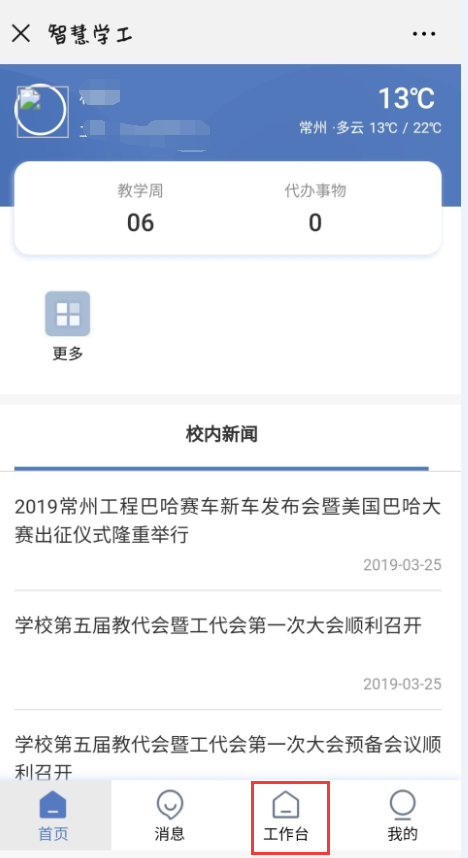 智慧学工
13℃
常州 ·多云 13℃ / 22℃
教学周
代办事物
06
0
更多
校内新闻
2019常州工程巴哈赛车新车发布会暨美国巴哈大
赛出征仪式隆重举行
2019-03-25
学校第五届教代会暨工代会第一次大会顺利召开
2019-03-25
学校第五届教代会暨工代会第一次大会预备会议顺
利召开
首页
消息
工作台
我的